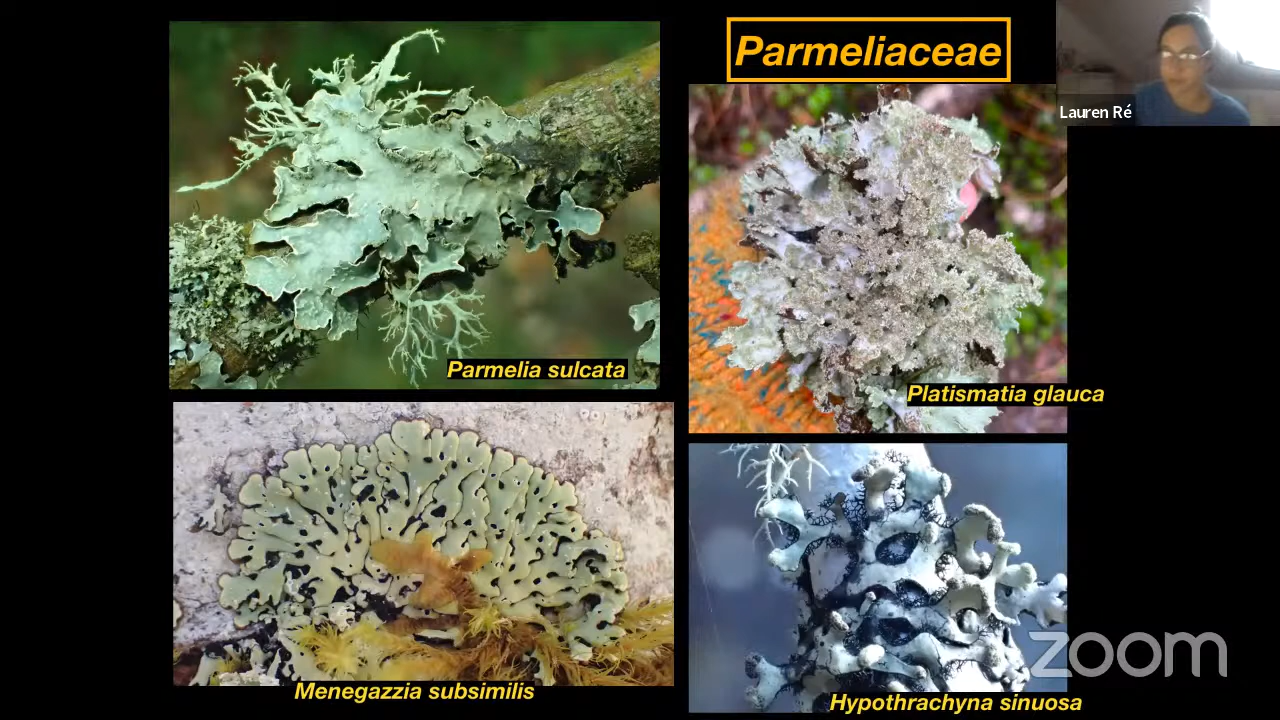 Parmeliaceae
Lauren Ré
Parmelia sulcata
Platismatia glauca
Menegazzia subsimilis
Hypothrachyna sinuosa
zoom